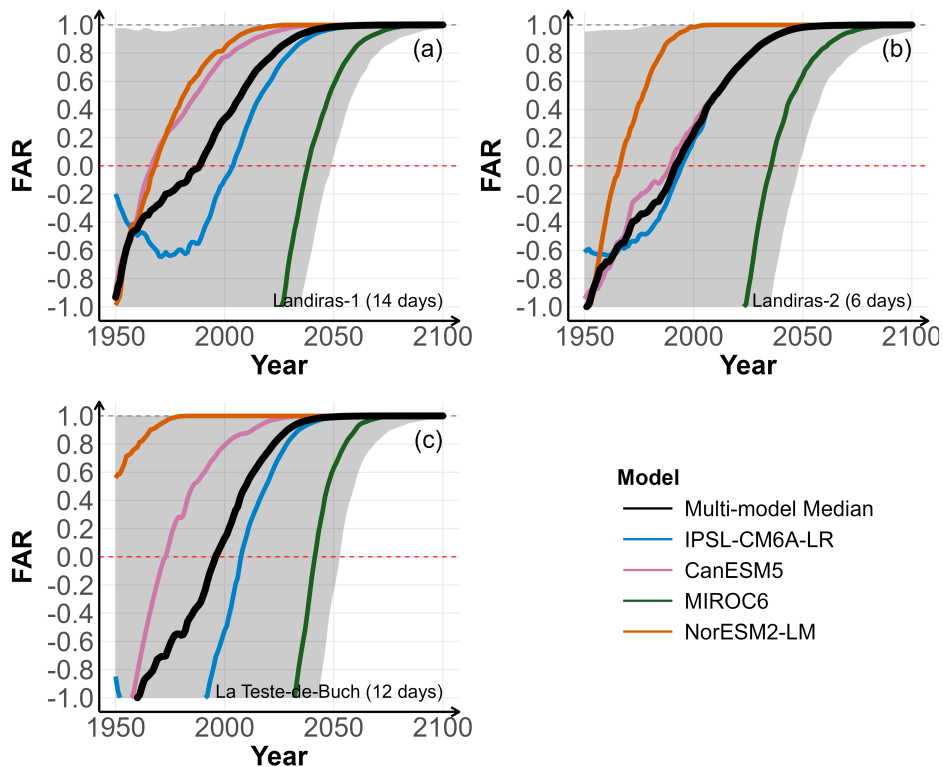 1.0
0.8
0.6
0.4
0.2
0.0
-0.2
-0.4
-0.6
-0.8
-1.0
FAR
(a)
Landiras-1 (14 days)
1950 2000 2050 2100
Year
1.0
0.8
0.6
0.4
0.2
0.0
-0.2
-0.4
-0.6
-0.8
-1.0
FAR
(b)
Landiras-2 (6 days)
1950 2000 2050 2100
Year
1.0
0.8
0.6
0.4
0.2
0.0
-0.2
-0.4
-0.6
-0.8
-1.0
FAR
(c)
La Teste-de-Buch (12 days)
1950 2000 2050 2100
Year
Model
Multi-model Median
IPSL-CM6A-LR
CanESM5
MIROC6
NorESM2-LM